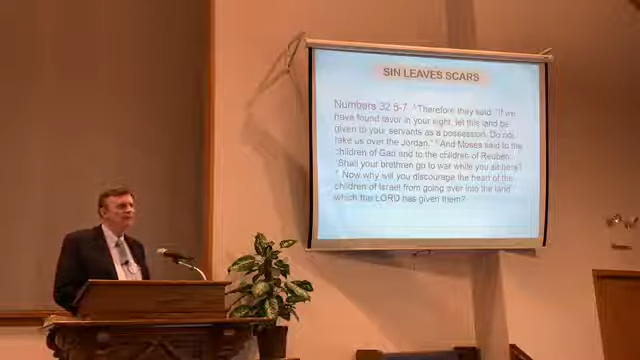 SIN LEAVES SCARS
Numbers 32:5-7 5 Therefore they said, "If we
have found favor in your sight, let this land be
given to your servants as a possession. Do not
take us over the Jordan." 6 And Moses said to the
children of Gad and to the children of Reuben:
"Shall your brethren go to war while you sit here?
7 Now why will you discourage the heart of the
children of Israel from going over into the land
which the LORD has given them?